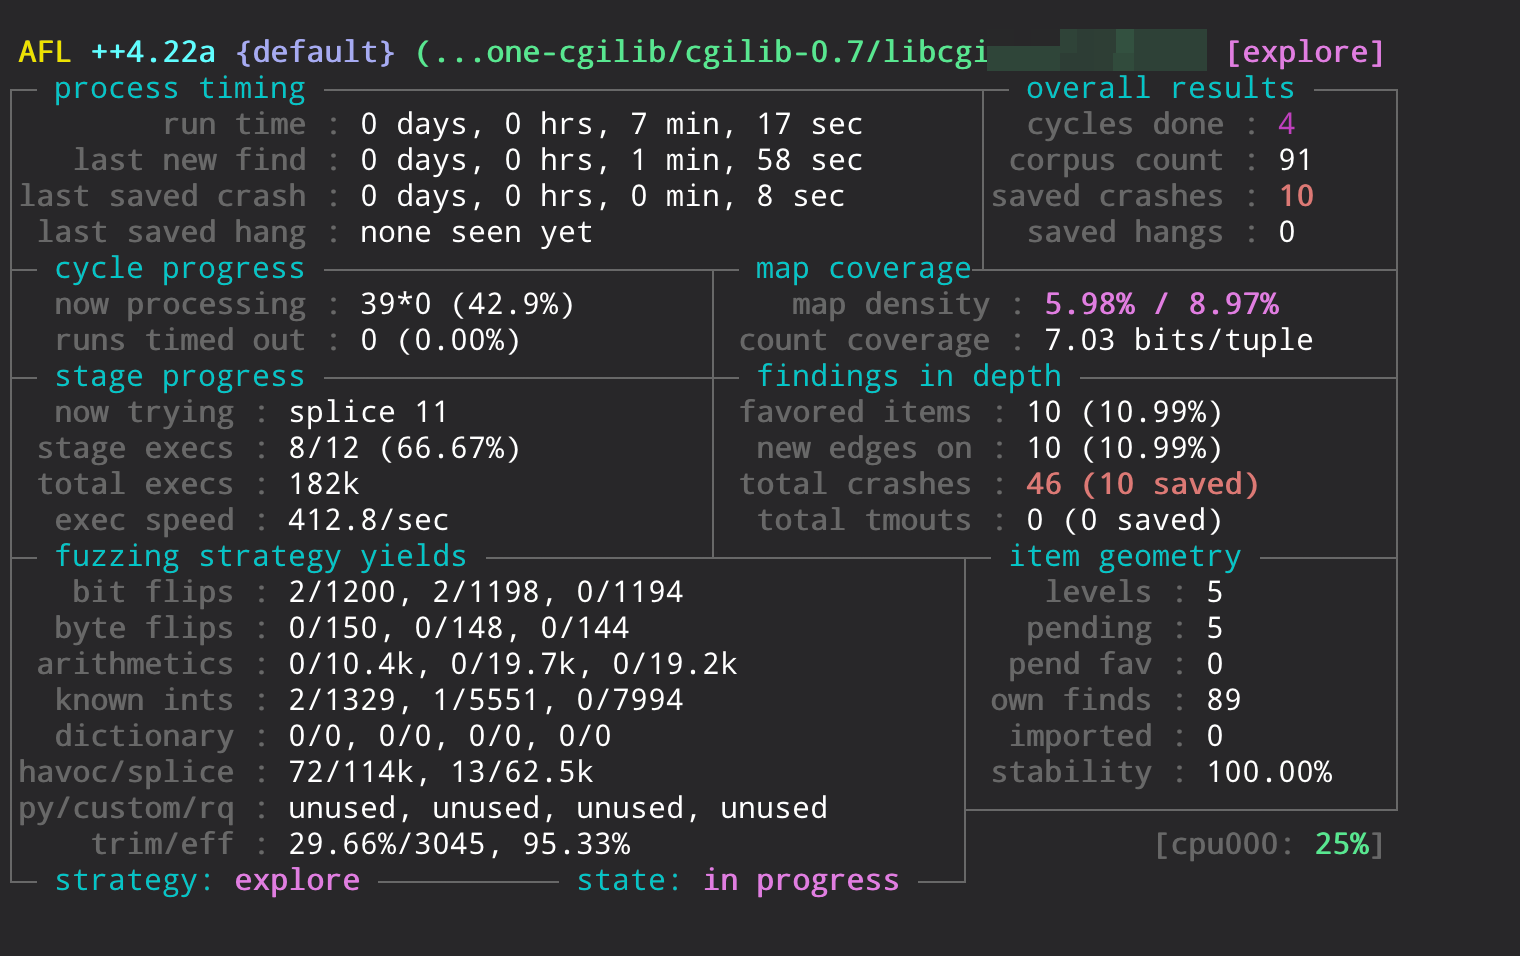 AFL ++4.22a {default} (...one-cgilib/cgilib-0.7/libcgi [explore]
process timing overall results
run time : 0 days, 0 hrs, 7 min, 17 sec cycles done : 4
last new find : 0 days, 0 hrs, 1 min, 58 sec corpus count : 91
last saved crash : 0 days, 0 hrs, 0 min, 8 sec saved crashes : 10
last saved hang : none seen yet saved hangs : 0
cycle progress map coverage
now processing : 39*0 (42.9%) map density : 5.98% / 8.97%
runs timed out : 0 (0.00%) count coverage : 7.03 bits/tuple
stage progress findings in depth
now trying : splice 11 favored items : 10 (10.99%)
stage execs : 8/12 (66.67%) new edges on : 10 (10.99%)
total execs : 182k total crashes : 46 (10 saved)
exec speed : 412.8/sec total tmouts : 0 (0 saved)
fuzzing strategy yields item geometry
bit flips : 2/1200, 2/1198, 0/1194 levels : 5
byte flips : 0/150, 0/148, 0/144 pending : 5
arithmetics : 0/10.4k, 0/19.7k, 0/19.2k pend fav : 0
known ints : 2/1329, 1/5551, 0/7994 own finds : 89
dictionary : 0/0, 0/0, 0/0, 0/0 imported : 0
havoc/splice : 72/114k, 13/62.5k stability : 100.00%
py/custom/rq : unused, unused, unused, unused
trim/eff : 29.66%/3045, 95.33% [cpu000: 25%]
strategy: explore state: in progress